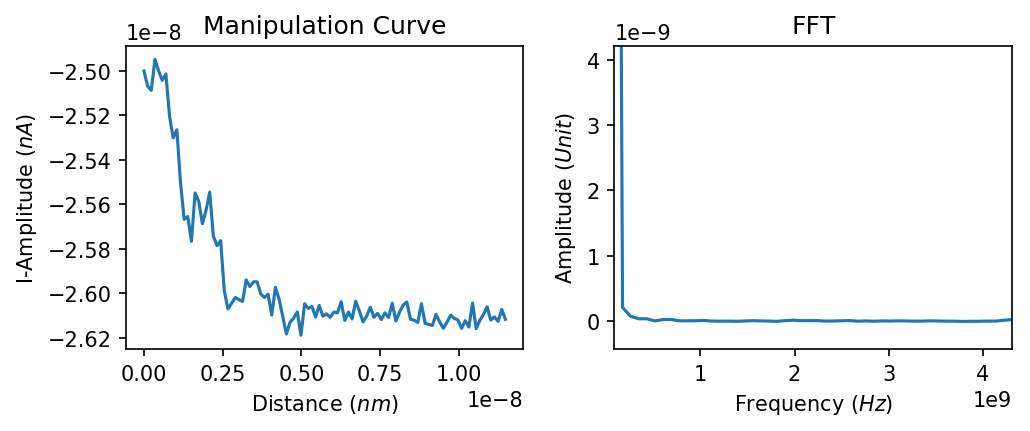 Manipulation Curve
1e−8
−2.50
−2.52
−2.54
−2.56
−2.58
−2.60
−2.62
I-Amplitude (nA)
0.00 0.25 0.50 0.75 1.00
1e−8
Distance (nm)
FFT
1e−9
4
3
2
1
0
Amplitude (Unit)
1 2 3 4
1e9
Frequency (Hz)